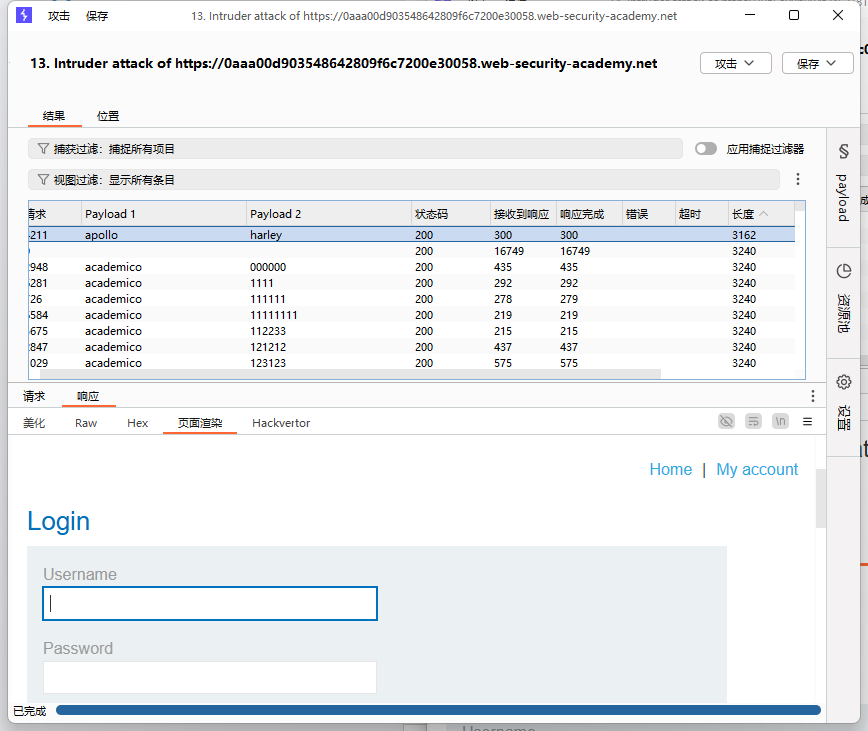 攻击 保存 13. Intruder attack of https://0aaa00d903548642809f6c7200e30058.web-security-academy.net
13. Intruder attack of https://0aaa00d903548642809f6c7200e30058.web-security-academy.net 攻击 保存
结果 位置
捕获过滤：捕捉所有项目 应用捕捉过滤器
视图过滤：显示所有条目
Payload 1 Payload 2 状态码 接收到响应 响应完成 错误 超时 长度
211 apollo harley 200 300 300 3162
200 16749 16749 3240
948 academico 000000 200 435 435 3240
281 academico 1111 200 292 292 3240
726 academico 111111 200 278 279 3240
584 academico 11111111 200 219 219 3240
675 academico 112233 200 215 215 3240
847 academico 121212 200 437 437 3240
029 academico 123123 200 575 575 3240
payload
资源池
设置
请求 响应
美化 Raw Hex 页面渲染 Hackvertor \n
Home | My account
Login
Username
Password
已完成